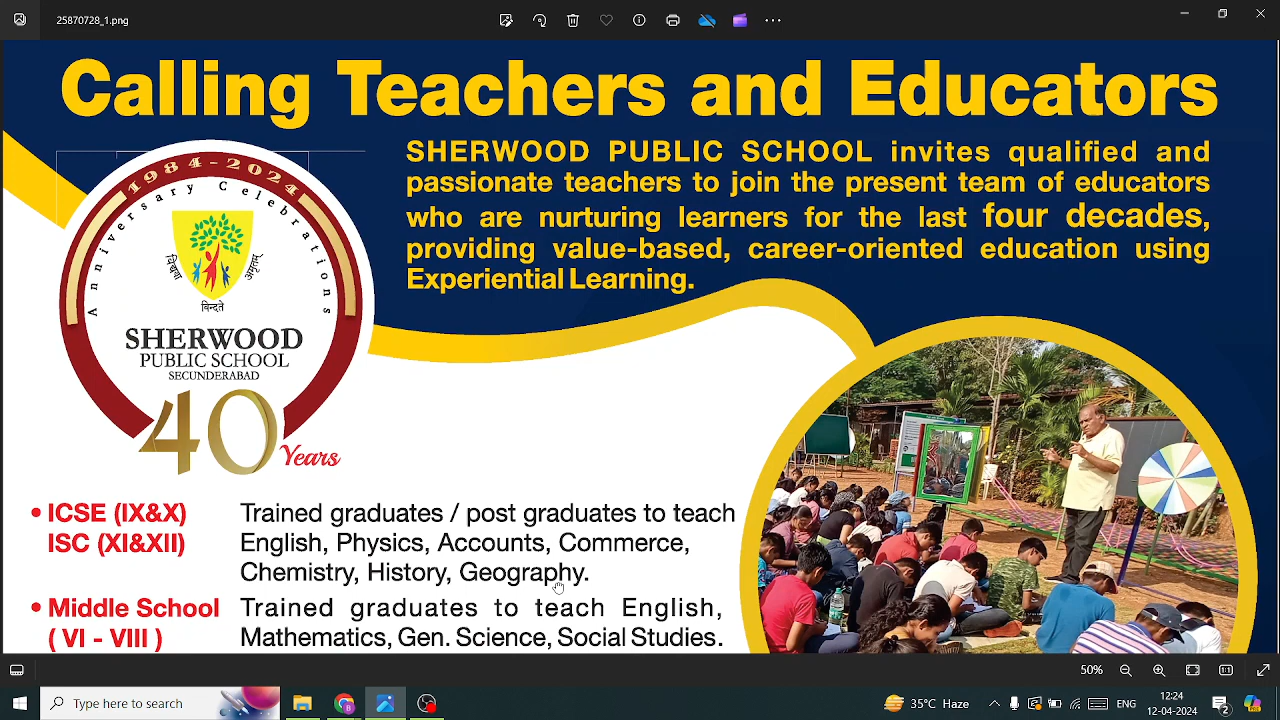 25870728_1.png
Calling Teachers and Educators
1984-2024
Anniversary Celebrations
विद्यया
अमृतम्
विन्दते
SHERWOOD
PUBLIC SCHOOL
SECUNDERABAD
40
Years
SHERWOOD PUBLIC SCHOOL invites qualified and
passionate teachers to join the present team of educators
who are nurturing learners for the last four decades,
providing value-based, career-oriented education using
Experiential Learning.
• ICSE (IX&X) Trained graduates / post graduates to teach
ISC (XI&XII) English, Physics, Accounts, Commerce,
Chemistry, History, Geography.
• Middle School Trained graduates to teach English,
( VI - VIII ) Mathematics, Gen. Science, Social Studies.
50%
Type here to search
35°C Haze
ENG
12:24
12-04-2024
2